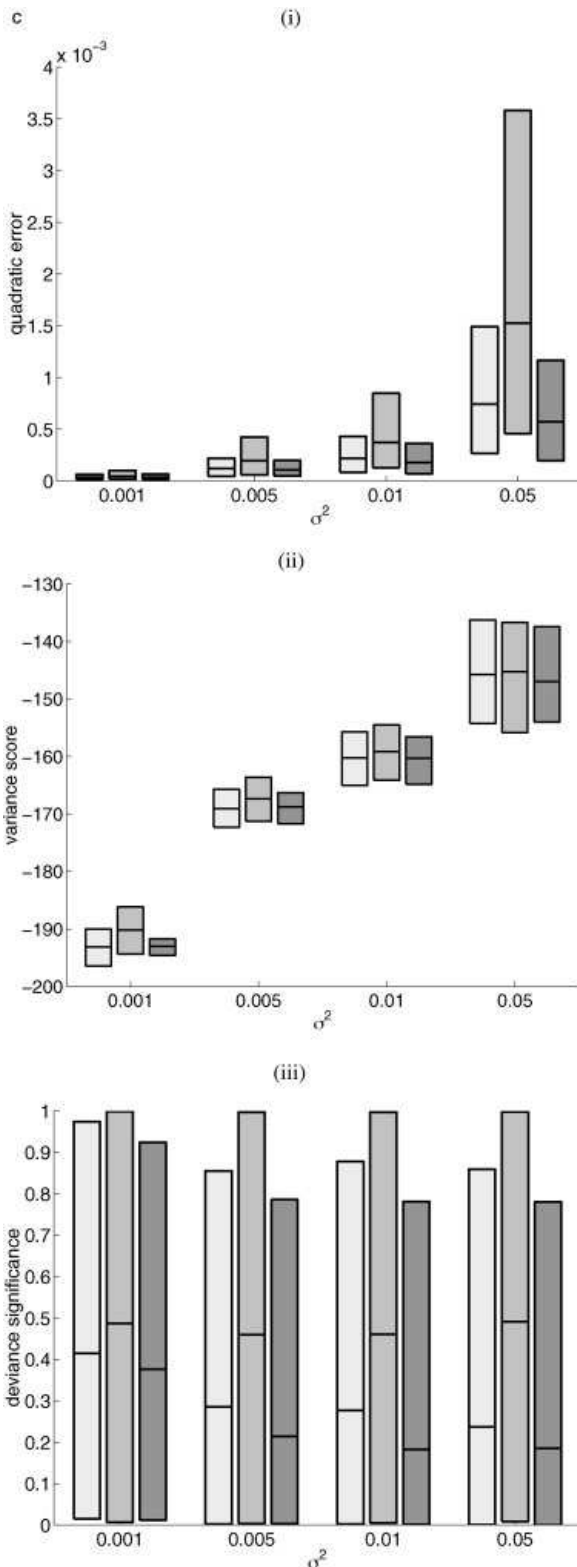 c
(i)
× 10⁻³
4
3.5
3
2.5
2
1.5
1
0.5
0
quadratic error
0.001 0.005 0.01 0.05
σ²
(ii)
−130
−140
−150
−160
−170
−180
−190
−200
variance score
0.001 0.005 0.01 0.05
σ²
(iii)
1
0.9
0.8
0.7
0.6
0.5
0.4
0.3
0.2
0.1
0
deviance significance
0.001 0.005 0.01 0.05
σ²